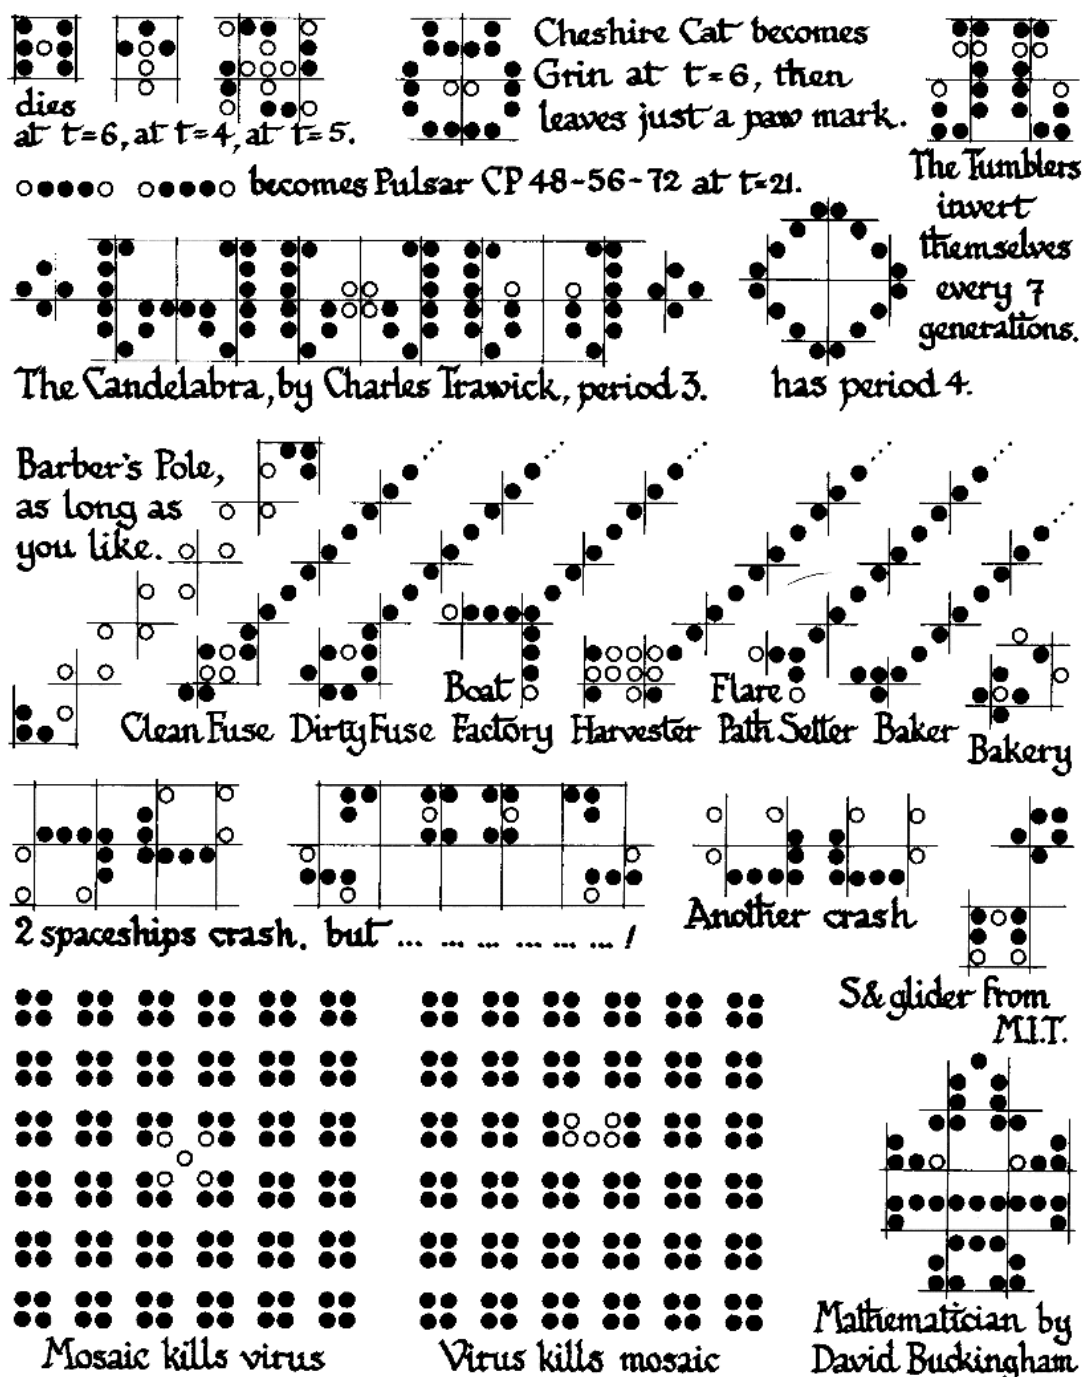 Cheshire Cat becomes
Grin at t=6, then
leaves just a paw mark.
dies
at t=6, at t=4, at t=5.
The Tumblers
invert
themselves
every 7
generations.
becomes Pulsar CP 48-56-72 at t=21.
The Candelabra, by Charles Trawick, period 3.
has period 4.
Barber's Pole,
as long as
you like.
Clean Fuse
Dirty Fuse
Boat
Factory
Harvester
Flare
Path Setter
Baker
Bakery
2 spaceships crash. but ... ... ... ... ... ... !
Another crash
S & glider from
M.I.T.
Mosaic kills virus
Virus kills mosaic
Mathematician by
David Buckingham